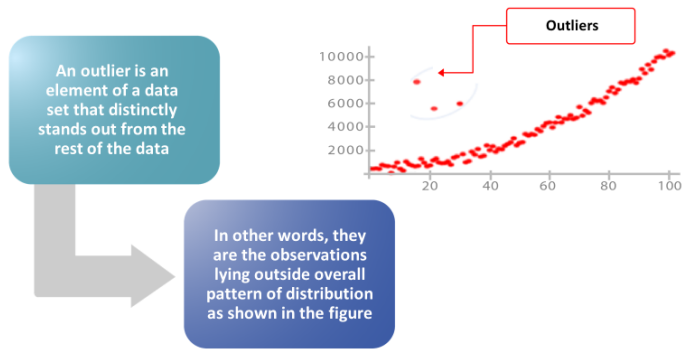 An outlier is an
element of a data
set that distinctly
stands out from the
rest of the data
In other words, they
are the observations
lying outside overall
pattern of distribution
as shown in the figure
Outliers
10000
8000
6000
4000
2000
20 40 60 80 100